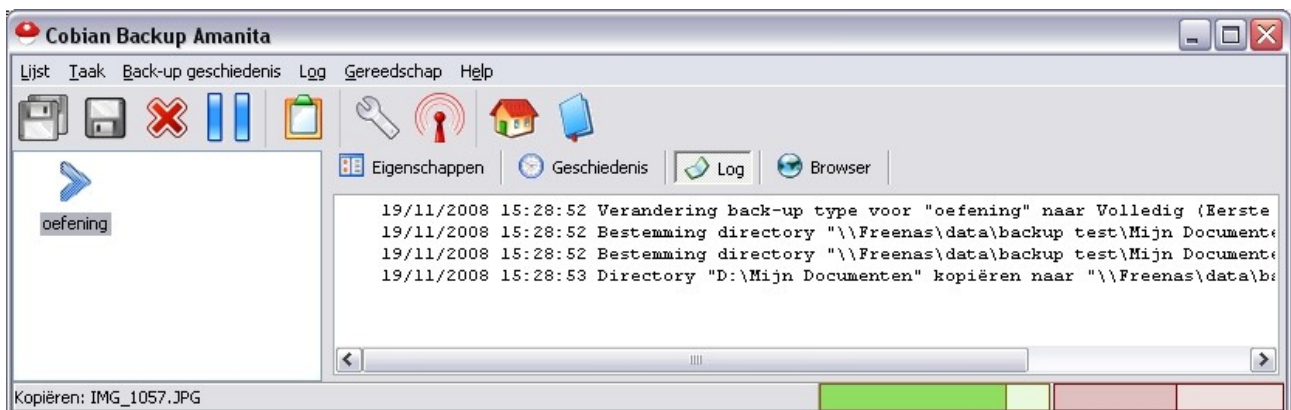 Cobian Backup Amanita
Lijst Taak Back-up geschiedenis Log Gereedschap Help
Eigenschappen Geschiedenis Log Browser
oefening
19/11/2008 15:28:52 Verandering back-up type voor "oefening" naar Volledig (Eerste
19/11/2008 15:28:52 Bestemming directory "\\Freenas\data\backup test\Mijn Documente
19/11/2008 15:28:52 Bestemming directory "\\Freenas\data\backup test\Mijn Documente
19/11/2008 15:28:53 Directory "D:\Mijn Documenten" kopiëren naar "\\Freenas\data\ba
Kopiëren: IMG_1057.JPG